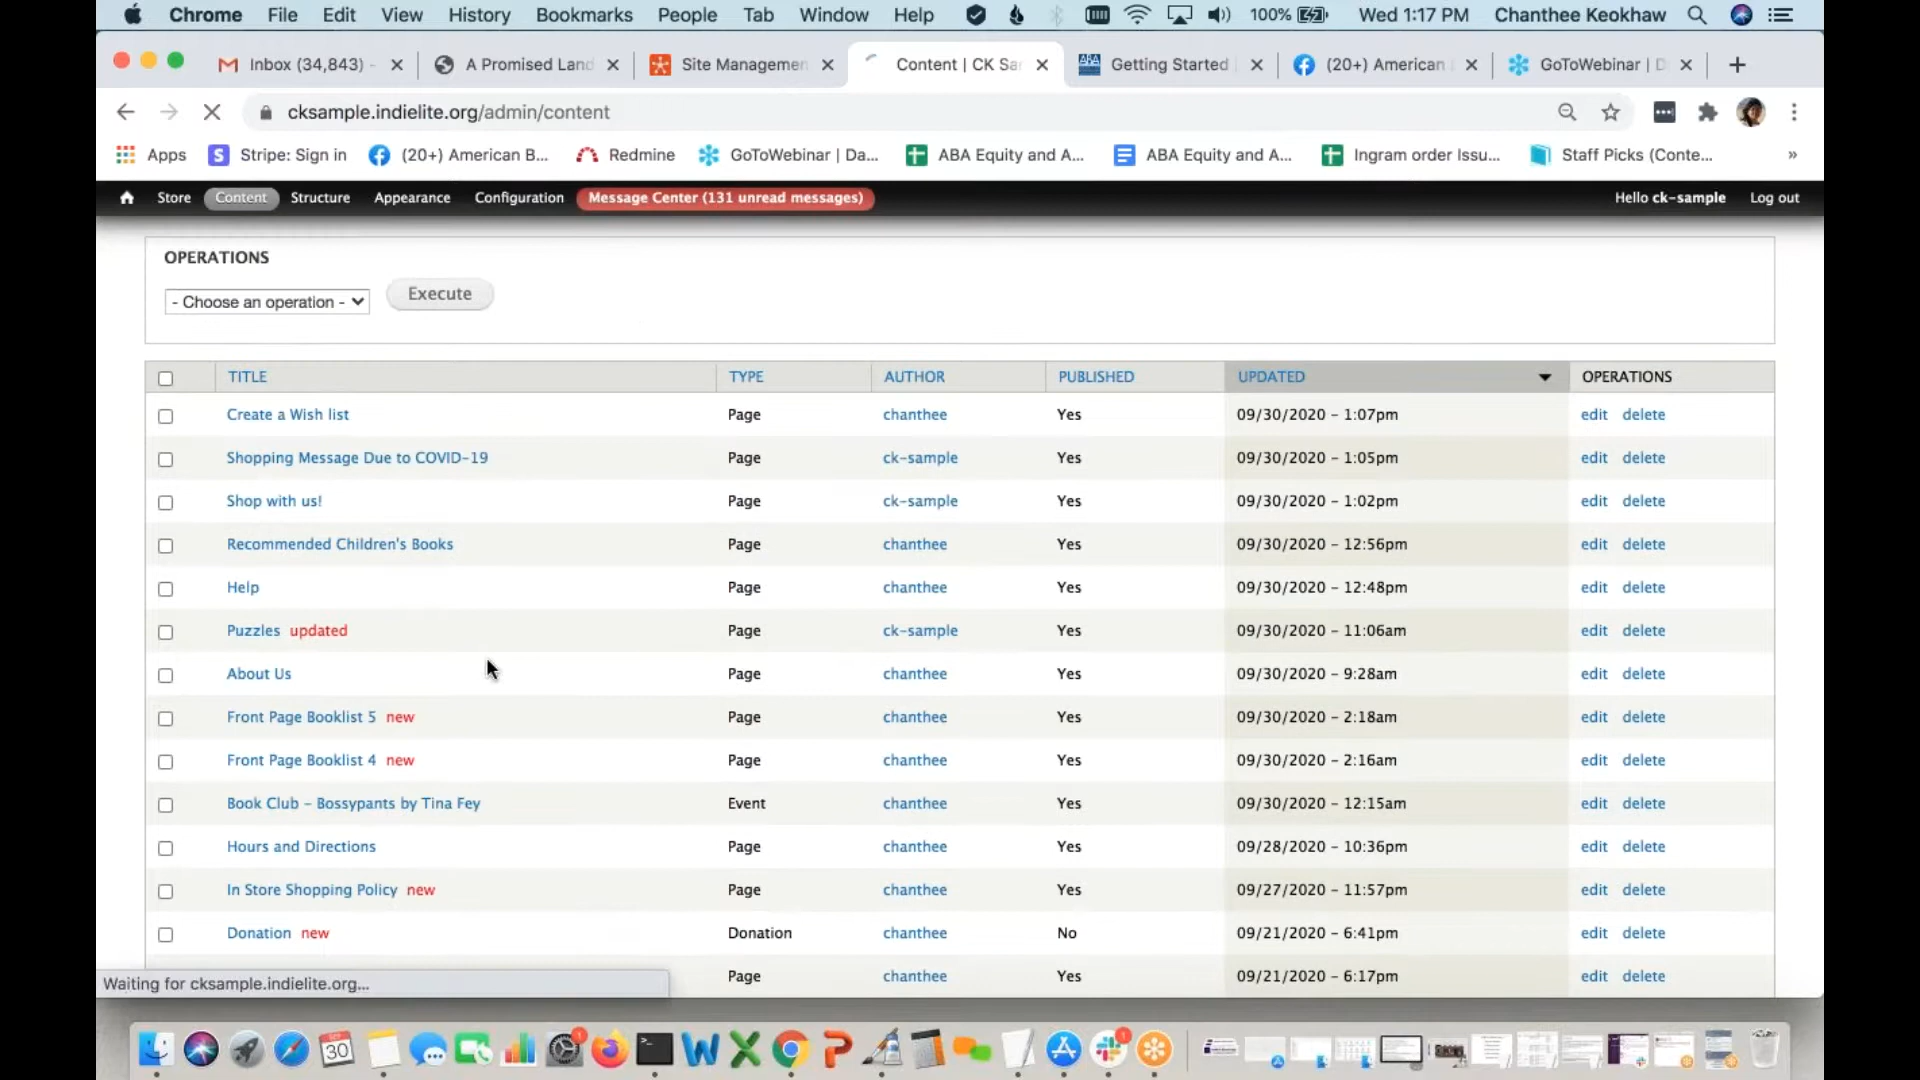 Chrome File Edit View History Bookmarks People Tab Window Help 100% Wed 1:17 PM Chanthee Keokhaw
Inbox (34,843) - A Promised Land Site Management Content | CK Sa Getting Started (20+) American GoToWebinar | D
cksample.indielite.org/admin/content
Apps Stripe: Sign in (20+) American B... Redmine GoToWebinar | Da... ABA Equity and A... ABA Equity and A... Ingram order Issu... Staff Picks (Conte... »
Store Content Structure Appearance Configuration Message Center (131 unread messages) Hello ck-sample Log out
OPERATIONS
- Choose an operation - Execute
TITLE TYPE AUTHOR PUBLISHED UPDATED OPERATIONS
Create a Wish list Page chanthee Yes 09/30/2020 - 1:07pm edit delete
Shopping Message Due to COVID-19 Page ck-sample Yes 09/30/2020 - 1:05pm edit delete
Shop with us! Page ck-sample Yes 09/30/2020 - 1:02pm edit delete
Recommended Children's Books Page chanthee Yes 09/30/2020 - 12:56pm edit delete
Help Page chanthee Yes 09/30/2020 - 12:48pm edit delete
Puzzles updated Page ck-sample Yes 09/30/2020 - 11:06am edit delete
About Us Page chanthee Yes 09/30/2020 - 9:28am edit delete
Front Page Booklist 5 new Page chanthee Yes 09/30/2020 - 2:18am edit delete
Front Page Booklist 4 new Page chanthee Yes 09/30/2020 - 2:16am edit delete
Book Club - Bossypants by Tina Fey Event chanthee Yes 09/30/2020 - 12:15am edit delete
Hours and Directions Page chanthee Yes 09/28/2020 - 10:36pm edit delete
In Store Shopping Policy new Page chanthee Yes 09/27/2020 - 11:57pm edit delete
Donation new Donation chanthee No 09/21/2020 - 6:41pm edit delete
Page chanthee Yes 09/21/2020 - 6:17pm edit delete
Waiting for cksample.indielite.org...
30